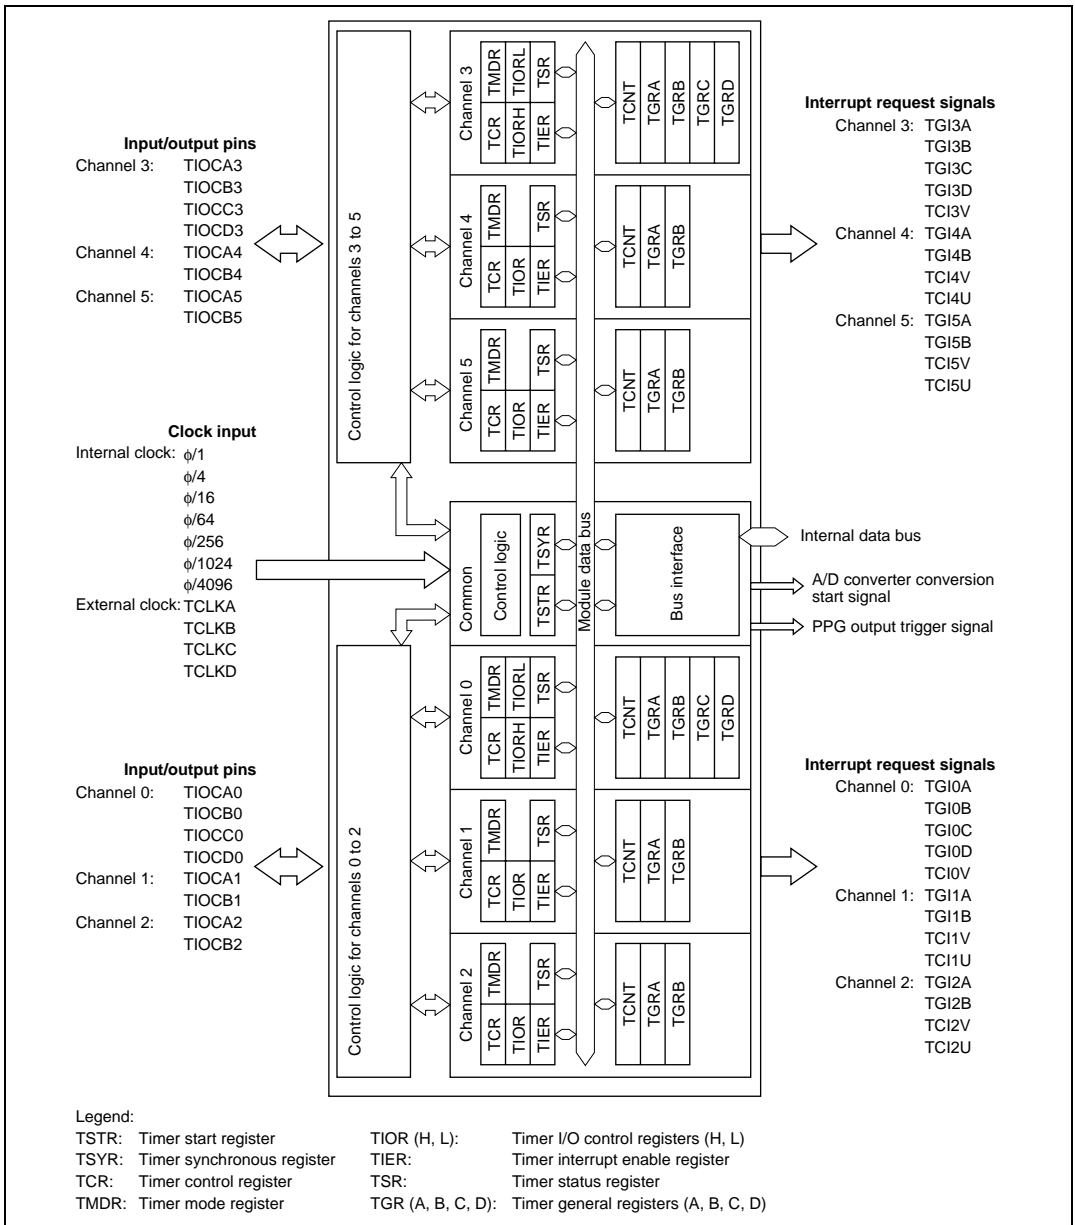 Input/output pins
Channel 3: TIOCA3
TIOCB3
TIOCC3
TIOCD3
Channel 4: TIOCA4
TIOCB4
Channel 5: TIOCA5
TIOCB5
Clock input
Internal clock: ϕ/1
ϕ/4
ϕ/16
ϕ/64
ϕ/256
ϕ/1024
ϕ/4096
External clock: TCLKA
TCLKB
TCLKC
TCLKD
Input/output pins
Channel 0: TIOCA0
TIOCB0
TIOCC0
TIOCD0
Channel 1: TIOCA1
TIOCB1
Channel 2: TIOCA2
TIOCB2
Control logic for channels 3 to 5
Control logic for channels 0 to 2
Channel 3
TCR TMDR
TIORH TIORL
TIER TSR
TCNT
TGRA
TGRB
TGRC
TGRD
Channel 4
TCR TMDR
TIOR
TIER TSR
TCNT
TGRA
TGRB
Channel 5
TCR TMDR
TIOR
TIER TSR
TCNT
TGRA
TGRB
Common
Control logic
TSTR TSYR
Module data bus
Bus interface
Channel 0
TCR TMDR
TIORH TIORL
TIER TSR
TCNT
TGRA
TGRB
TGRC
TGRD
Channel 1
TCR TMDR
TIOR
TIER TSR
TCNT
TGRA
TGRB
Channel 2
TCR TMDR
TIOR
TIER TSR
TCNT
TGRA
TGRB
Interrupt request signals
Channel 3: TGI3A
TGI3B
TGI3C
TGI3D
TCI3V
Channel 4: TGI4A
TGI4B
TCI4V
TCI4U
Channel 5: TGI5A
TGI5B
TCI5V
TCI5U
Internal data bus
A/D converter conversion
start signal
PPG output trigger signal
Interrupt request signals
Channel 0: TGI0A
TGI0B
TGI0C
TGI0D
TCI0V
Channel 1: TGI1A
TGI1B
TCI1V
TCI1U
Channel 2: TGI2A
TGI2B
TCI2V
TCI2U
Legend:
TSTR: Timer start register TIOR (H, L): Timer I/O control registers (H, L)
TSYR: Timer synchronous register TIER: Timer interrupt enable register
TCR: Timer control register TSR: Timer status register
TMDR: Timer mode register TGR (A, B, C, D): Timer general registers (A, B, C, D)